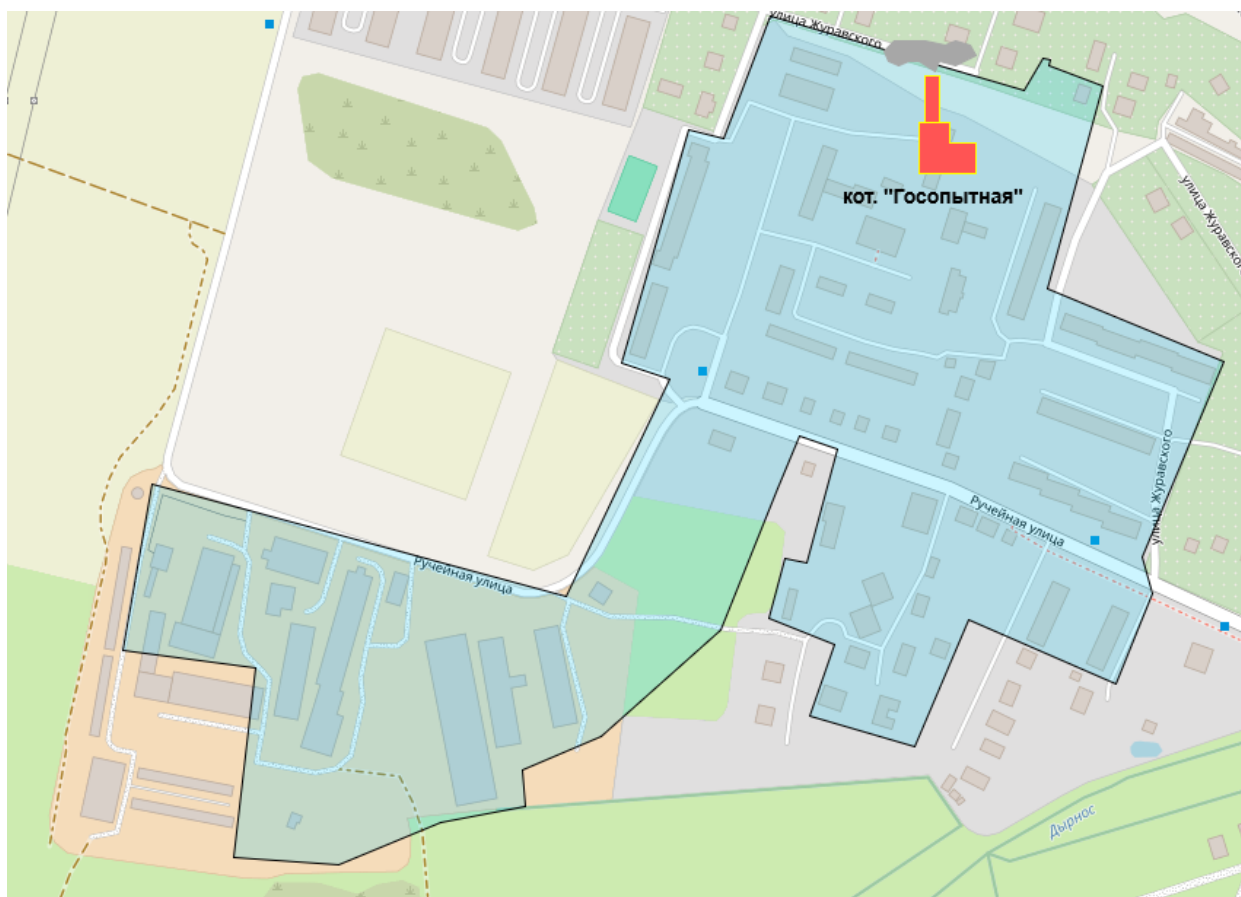 улица Журавского
кот. "Госопытная"
улица Журавского
улица Журавского
Ручейная улица
Ручейная улица
Дырнос